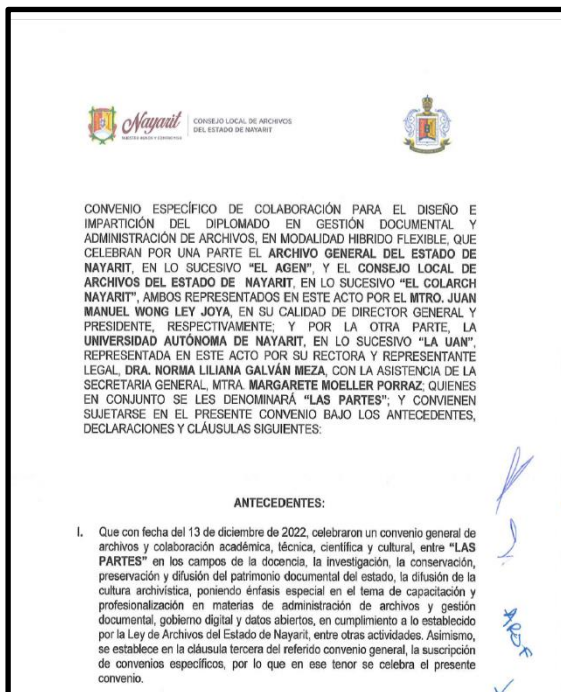 Nayarit
CONSEJO LOCAL DE ARCHIVOS
DEL ESTADO DE NAYARIT
CONVENIO ESPECÍFICO DE COLABORACIÓN PARA EL DISEÑO E
IMPARTICIÓN DEL DIPLOMADO EN GESTIÓN DOCUMENTAL Y
ADMINISTRACIÓN DE ARCHIVOS, EN MODALIDAD HIBRIDO FLEXIBLE, QUE
CELEBRAN POR UNA PARTE EL ARCHIVO GENERAL DEL ESTADO DE
NAYARIT, EN LO SUCESIVO "EL AGEN", Y EL CONSEJO LOCAL DE
ARCHIVOS DEL ESTADO DE NAYARIT, EN LO SUCESIVO "EL COLARCH
NAYARIT", AMBOS REPRESENTADOS EN ESTE ACTO POR EL MTRO. JUAN
MANUEL WONG LEY JOYA, EN SU CALIDAD DE DIRECTOR GENERAL Y
PRESIDENTE, RESPECTIVAMENTE; Y POR LA OTRA PARTE, LA
UNIVERSIDAD AUTÓNOMA DE NAYARIT, EN LO SUCESIVO "LA UAN",
REPRESENTADA EN ESTE ACTO POR SU RECTORA Y REPRESENTANTE
LEGAL, DRA. NORMA LILIANA GALVÁN MEZA, CON LA ASISTENCIA DE LA
SECRETARIA GENERAL, MTRA. MARGARETE MOELLER PORRAZ; QUIENES
EN CONJUNTO SE LES DENOMINARÁ "LAS PARTES"; Y CONVIENEN
SUJETARSE EN EL PRESENTE CONVENIO BAJO LOS ANTECEDENTES,
DECLARACIONES Y CLÁUSULAS SIGUIENTES:
ANTECEDENTES:
I. Que con fecha del 13 de diciembre de 2022, celebraron un convenio general de
archivos y colaboración académica, técnica, científica y cultural, entre "LAS
PARTES" en los campos de la docencia, la investigación, la conservación,
preservación y difusión del patrimonio documental del estado, la difusión de la
cultura archivística, poniendo énfasis especial en el tema de capacitación y
profesionalización en materias de administración de archivos y gestión
documental, gobierno digital y datos abiertos, en cumplimiento a lo establecido
por la Ley de Archivos del Estado de Nayarit, entre otras actividades. Asimismo,
se establece en la cláusula tercera del referido convenio general, la suscripción
de convenios específicos, por lo que en ese tenor se celebra el presente
convenio.